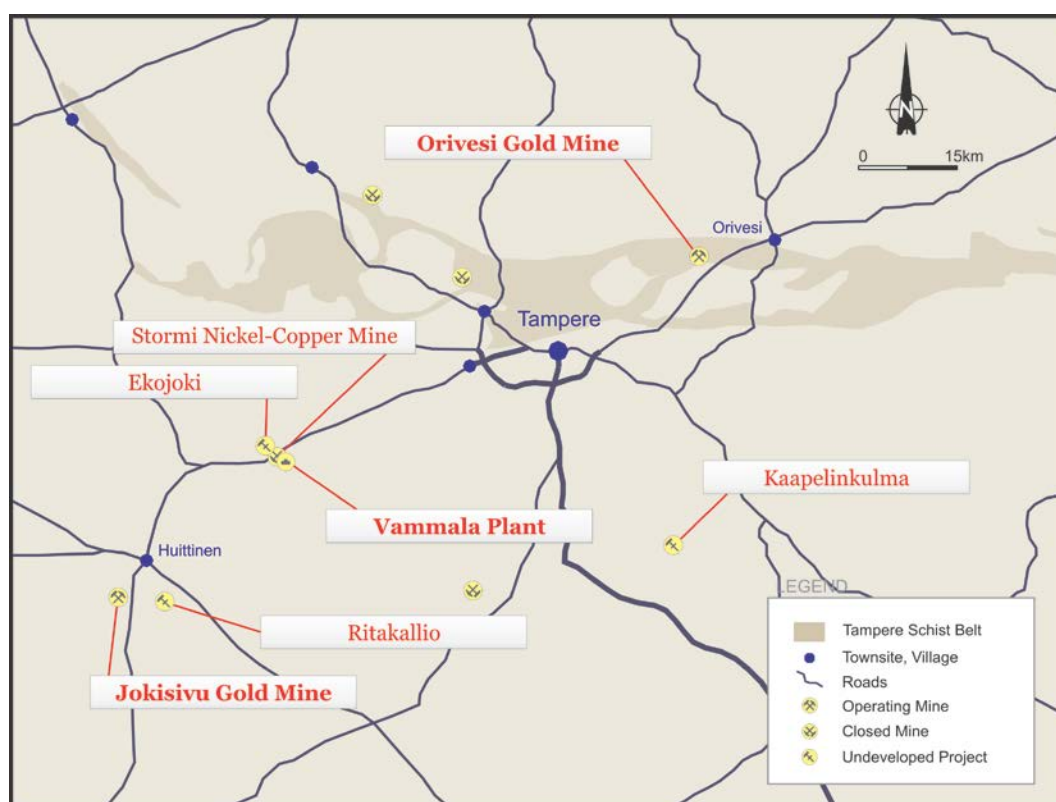 Orivesi Gold Mine
N
0 15km
Orivesi
Tampere
Stormi Nickel-Copper Mine
Ekojoki
Kaapelinkulma
Vammala Plant
Huittinen
Ritakallio
Jokisivu Gold Mine
LEGEND
Tampere Schist Belt
Townsite, Village
Roads
Operating Mine
Closed Mine
Undeveloped Project